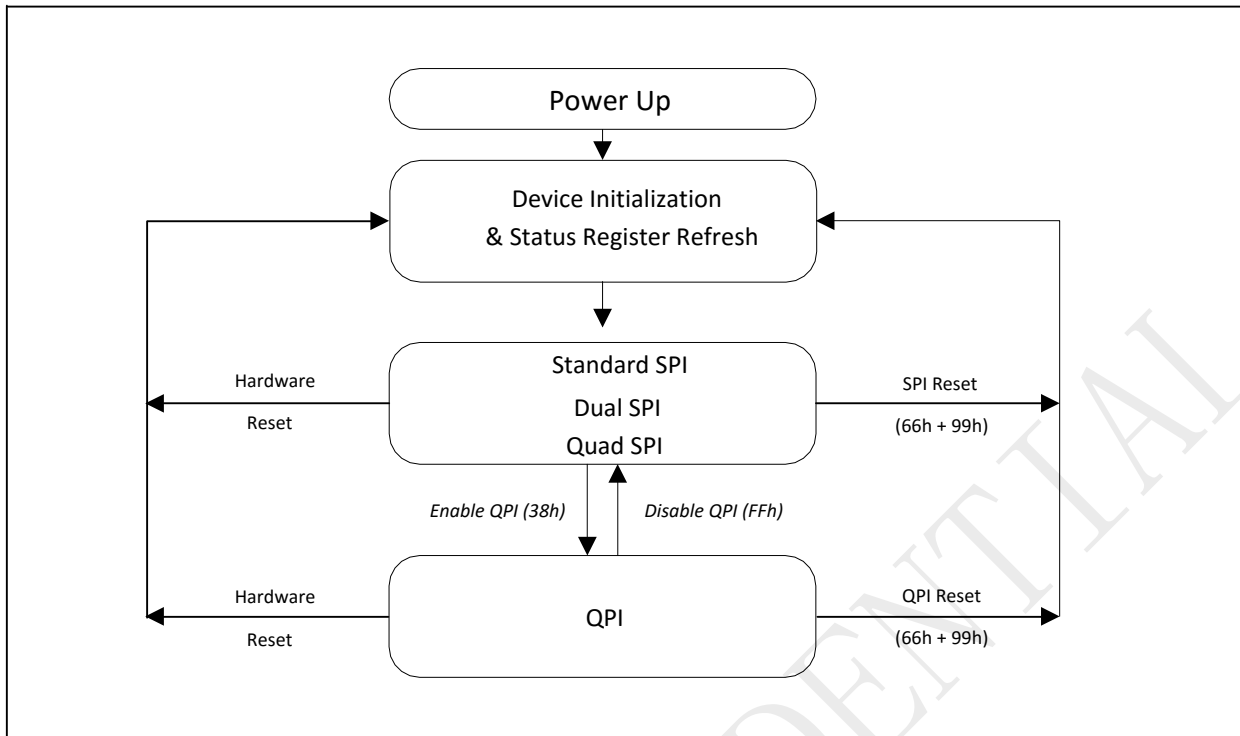 Power Up
Device Initialization
& Status Register Refresh
Standard SPI
Dual SPI
Quad SPI
Hardware
Reset
SPI Reset
(66h + 99h)
Enable QPI (38h)
Disable QPI (FFh)
QPI
Hardware
Reset
QPI Reset
(66h + 99h)
DENTIAL